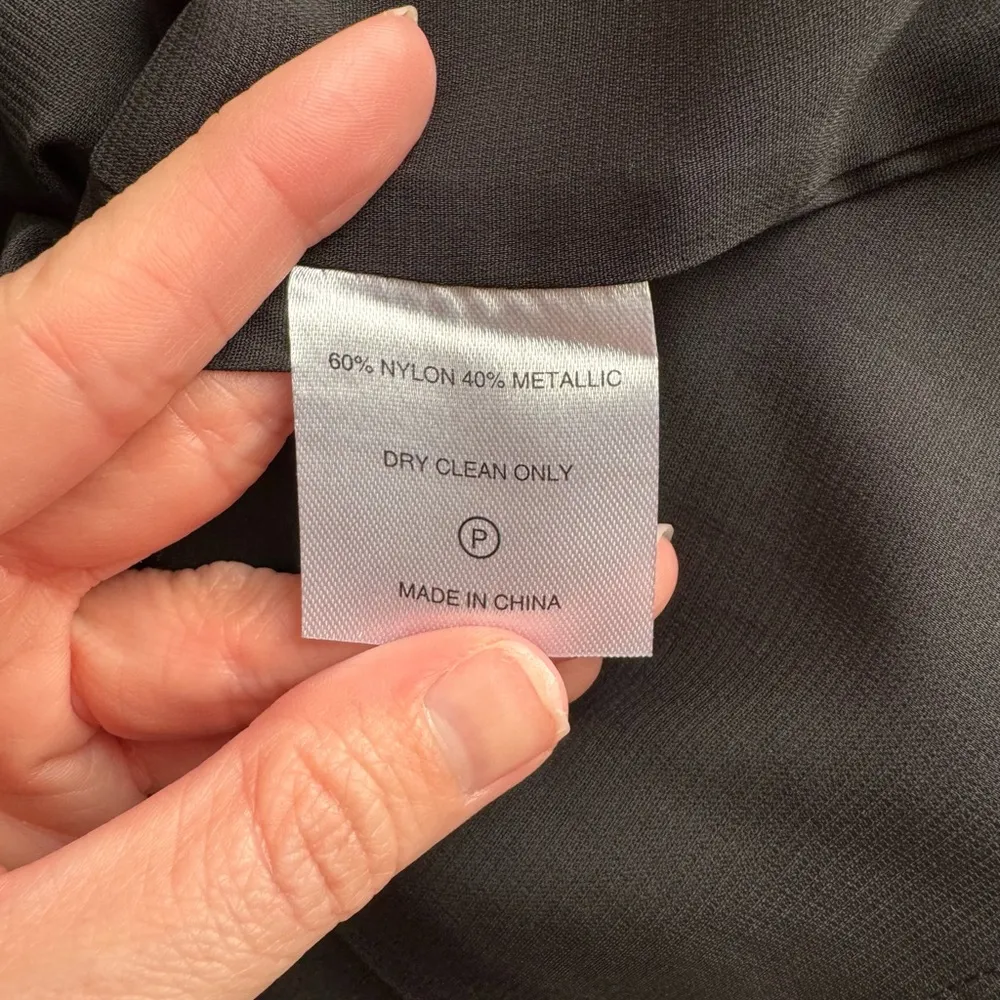 60% NYLON 40% METALLIC
DRY CLEAN ONLY
P
MADE IN CHINA